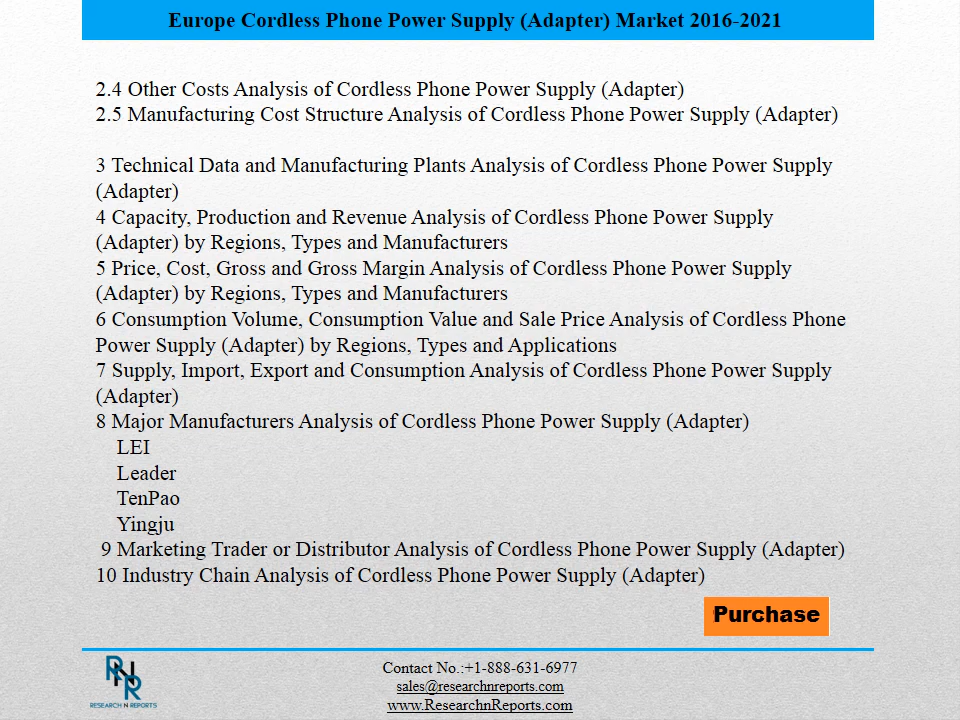 Europe Cordless Phone Power Supply (Adapter) Market 2016-2021
2.4 Other Costs Analysis of Cordless Phone Power Supply (Adapter)
2.5 Manufacturing Cost Structure Analysis of Cordless Phone Power Supply (Adapter)
3 Technical Data and Manufacturing Plants Analysis of Cordless Phone Power Supply
(Adapter)
4 Capacity, Production and Revenue Analysis of Cordless Phone Power Supply
(Adapter) by Regions, Types and Manufacturers
5 Price, Cost, Gross and Gross Margin Analysis of Cordless Phone Power Supply
(Adapter) by Regions, Types and Manufacturers
6 Consumption Volume, Consumption Value and Sale Price Analysis of Cordless Phone
Power Supply (Adapter) by Regions, Types and Applications
7 Supply, Import, Export and Consumption Analysis of Cordless Phone Power Supply
(Adapter)
8 Major Manufacturers Analysis of Cordless Phone Power Supply (Adapter)
LEI
Leader
TenPao
Yingju
9 Marketing Trader or Distributor Analysis of Cordless Phone Power Supply (Adapter)
10 Industry Chain Analysis of Cordless Phone Power Supply (Adapter)
Purchase
RNR
RESEARCH N REPORTS
Contact No.:+1-888-631-6977
sales@researchnreports.com
www.ResearchnReports.com